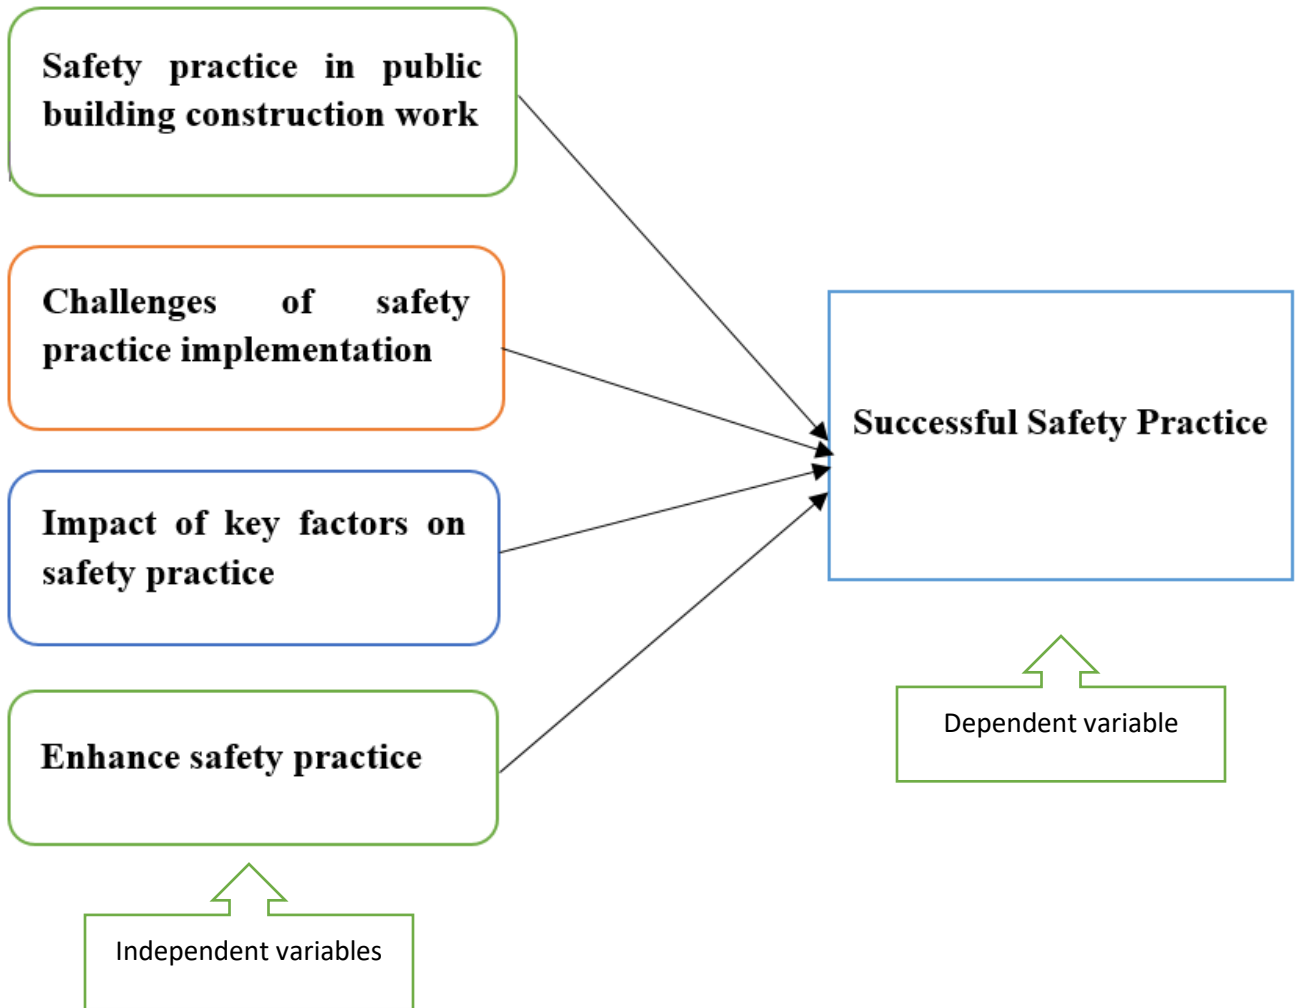 Safety practice in public
building construction work
Challenges of safety
practice implementation
Impact of key factors on
safety practice
Enhance safety practice
Independent variables
Successful Safety Practice
Dependent variable